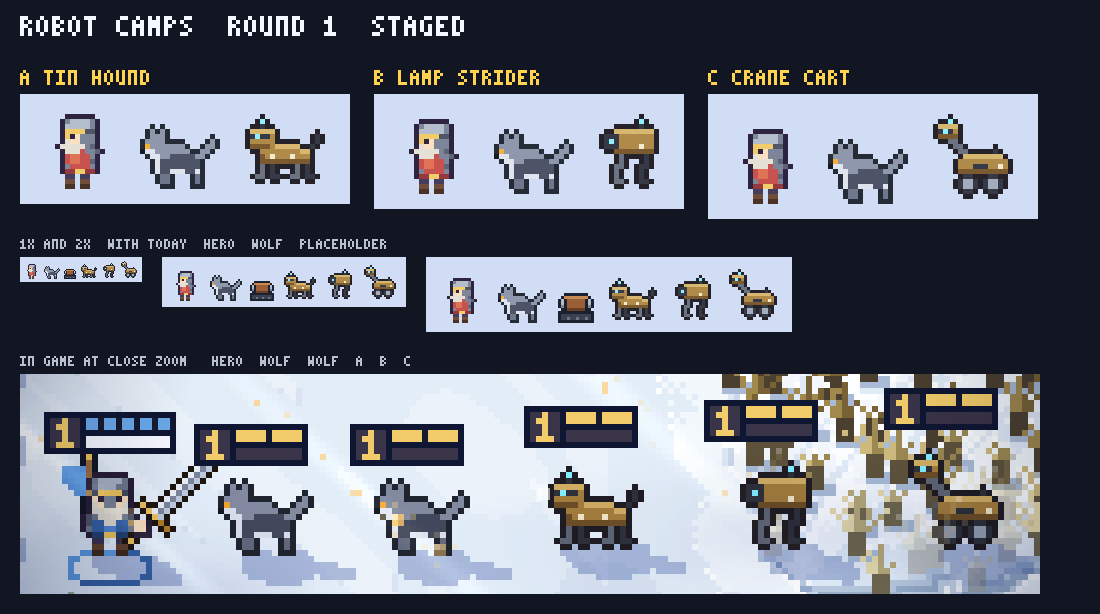 ROBOT CAMPS ROUND 1 STAGED
A TIN HOUND B LAMP STRIDER C CRANE CART
1X AND 2X WITH TODAY HERO WOLF PLACEHOLDER
IN GAME AT CLOSE ZOOM HERO WOLF WOLF A B C
1 1 1 1 1 1